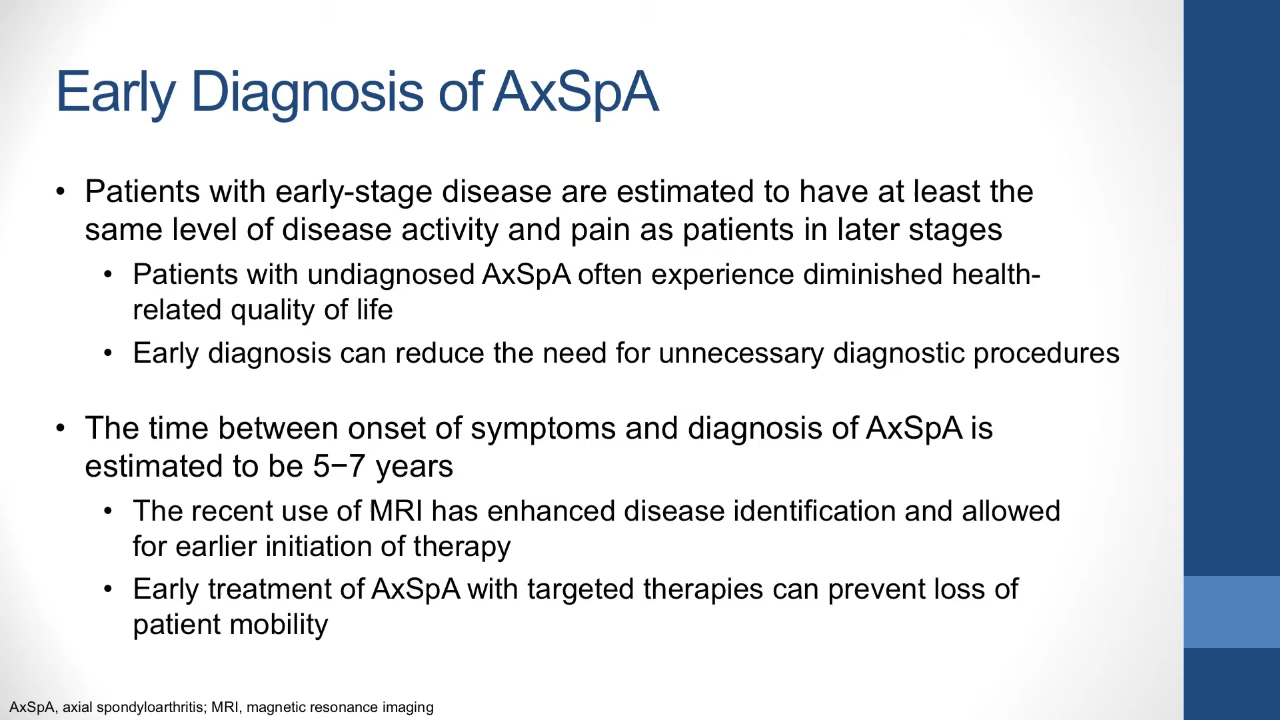 Early Diagnosis of AxSpA
• Patients with early-stage disease are estimated to have at least the
same level of disease activity and pain as patients in later stages
• Patients with undiagnosed AxSpA often experience diminished health-
related quality of life
• Early diagnosis can reduce the need for unnecessary diagnostic procedures
• The time between onset of symptoms and diagnosis of AxSpA is
estimated to be 5−7 years
• The recent use of MRI has enhanced disease identification and allowed
for earlier initiation of therapy
• Early treatment of AxSpA with targeted therapies can prevent loss of
patient mobility
AxSpA, axial spondyloarthritis; MRI, magnetic resonance imaging